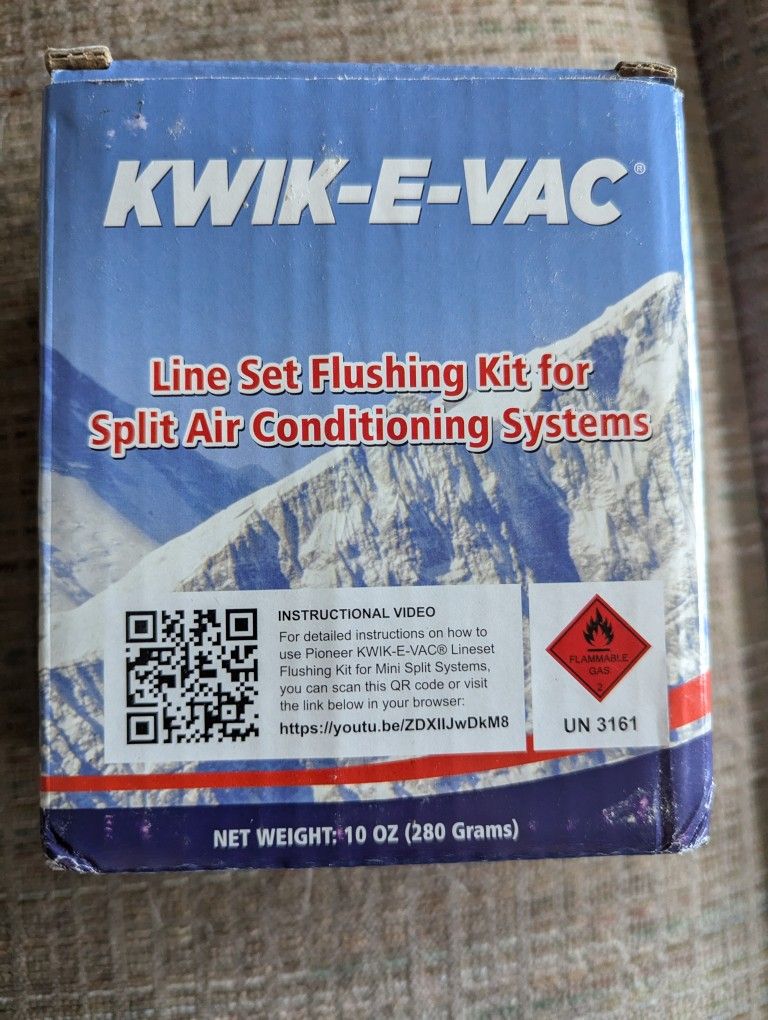 KWIK-E-VAC®
Line Set Flushing Kit for
Split Air Conditioning Systems
INSTRUCTIONAL VIDEO
For detailed instructions on how to
use Pioneer KWIK-E-VAC® Lineset
Flushing Kit for Mini Split Systems,
you can scan this QR code or visit
the link below in your browser:
https://youtu.be/ZDXIIJwDkM8
FLAMMABLE
GAS
2
UN 3161
NET WEIGHT: 10 OZ (280 Grams)